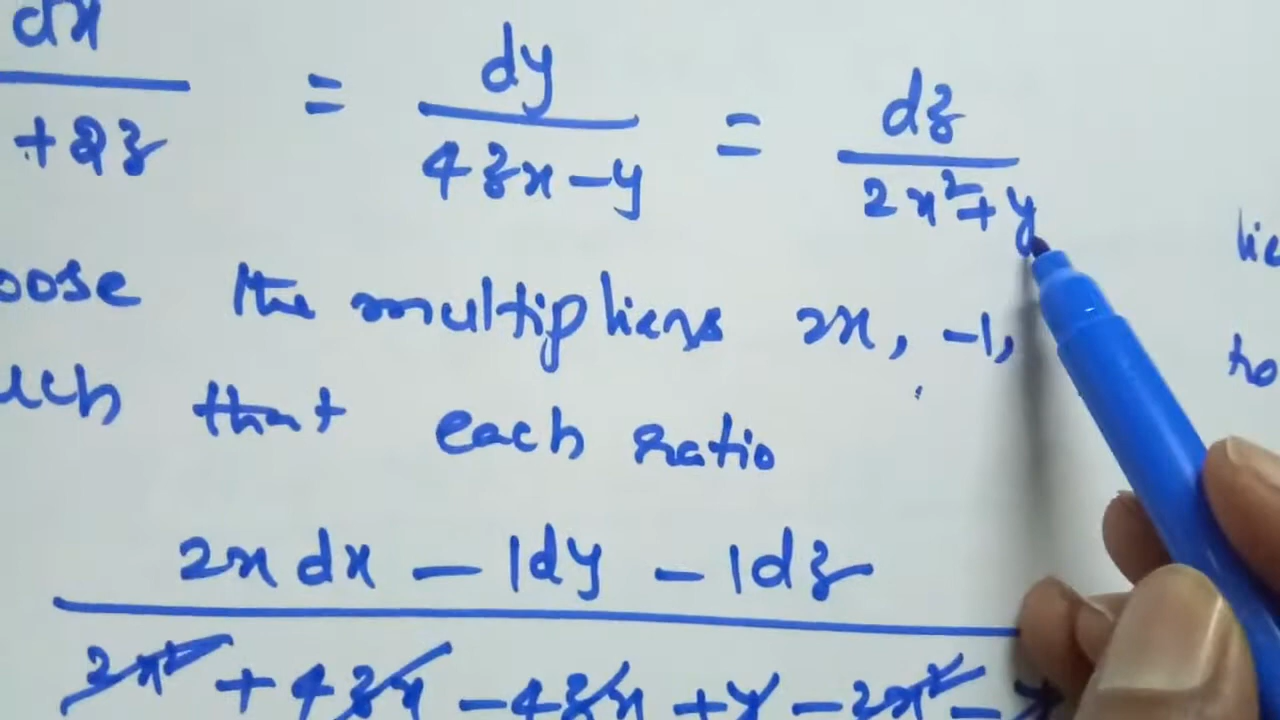 dx = dy = dz
+2z 4zx-y 2x²+y
oose the multipliers 2x, -1,
uch that each ratio
2x dx - 1dy - 1dz
2x² + 4zx - 4zx + y - 2x² -